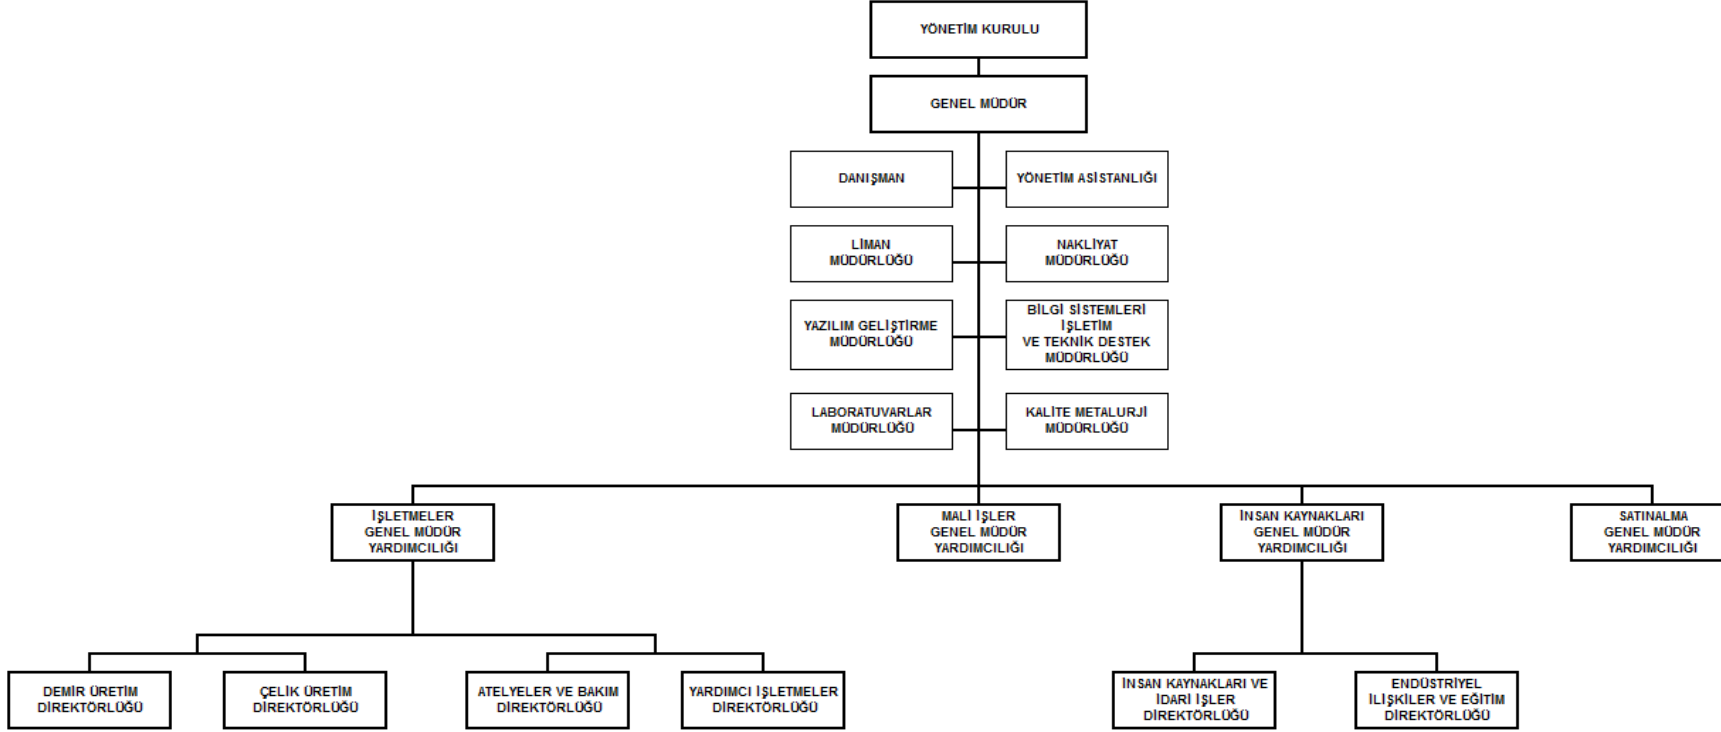 YÖNETİM KURULU
GENEL MÜDÜR
DANIŞMAN
YÖNETİM ASİSTANLIĞI
LİMAN
MÜDÜRLÜĞÜ
NAKLİYAT
MÜDÜRLÜĞÜ
YAZILIM GELİŞTİRME
MÜDÜRLÜĞÜ
BİLGİ SİSTEMLERİ
İŞLETİM
VE TEKNİK DESTEK
MÜDÜRLÜĞÜ
LABORATUVARLAR
MÜDÜRLÜĞÜ
KALİTE METALURJİ
MÜDÜRLÜĞÜ
İŞLETMELER
GENEL MÜDÜR
YARDIMCILIĞI
MALİ İŞLER
GENEL MÜDÜR
YARDIMCILIĞI
İNSAN KAYNAKLARI
GENEL MÜDÜR
YARDIMCILIĞI
SATINALMA
GENEL MÜDÜR
YARDIMCILIĞI
DEMİR ÜRETİM
DİREKTÖRLÜĞÜ
ÇELİK ÜRETİM
DİREKTÖRLÜĞÜ
ATELYELER VE BAKIM
DİREKTÖRLÜĞÜ
YARDIMCI İŞLETMELER
DİREKTÖRLÜĞÜ
İNSAN KAYNAKLARI VE
İDARİ İŞLER
DİREKTÖRLÜĞÜ
ENDÜSTRİYEL
İLİŞKİLER VE EĞİTİM
DİREKTÖRLÜĞÜ